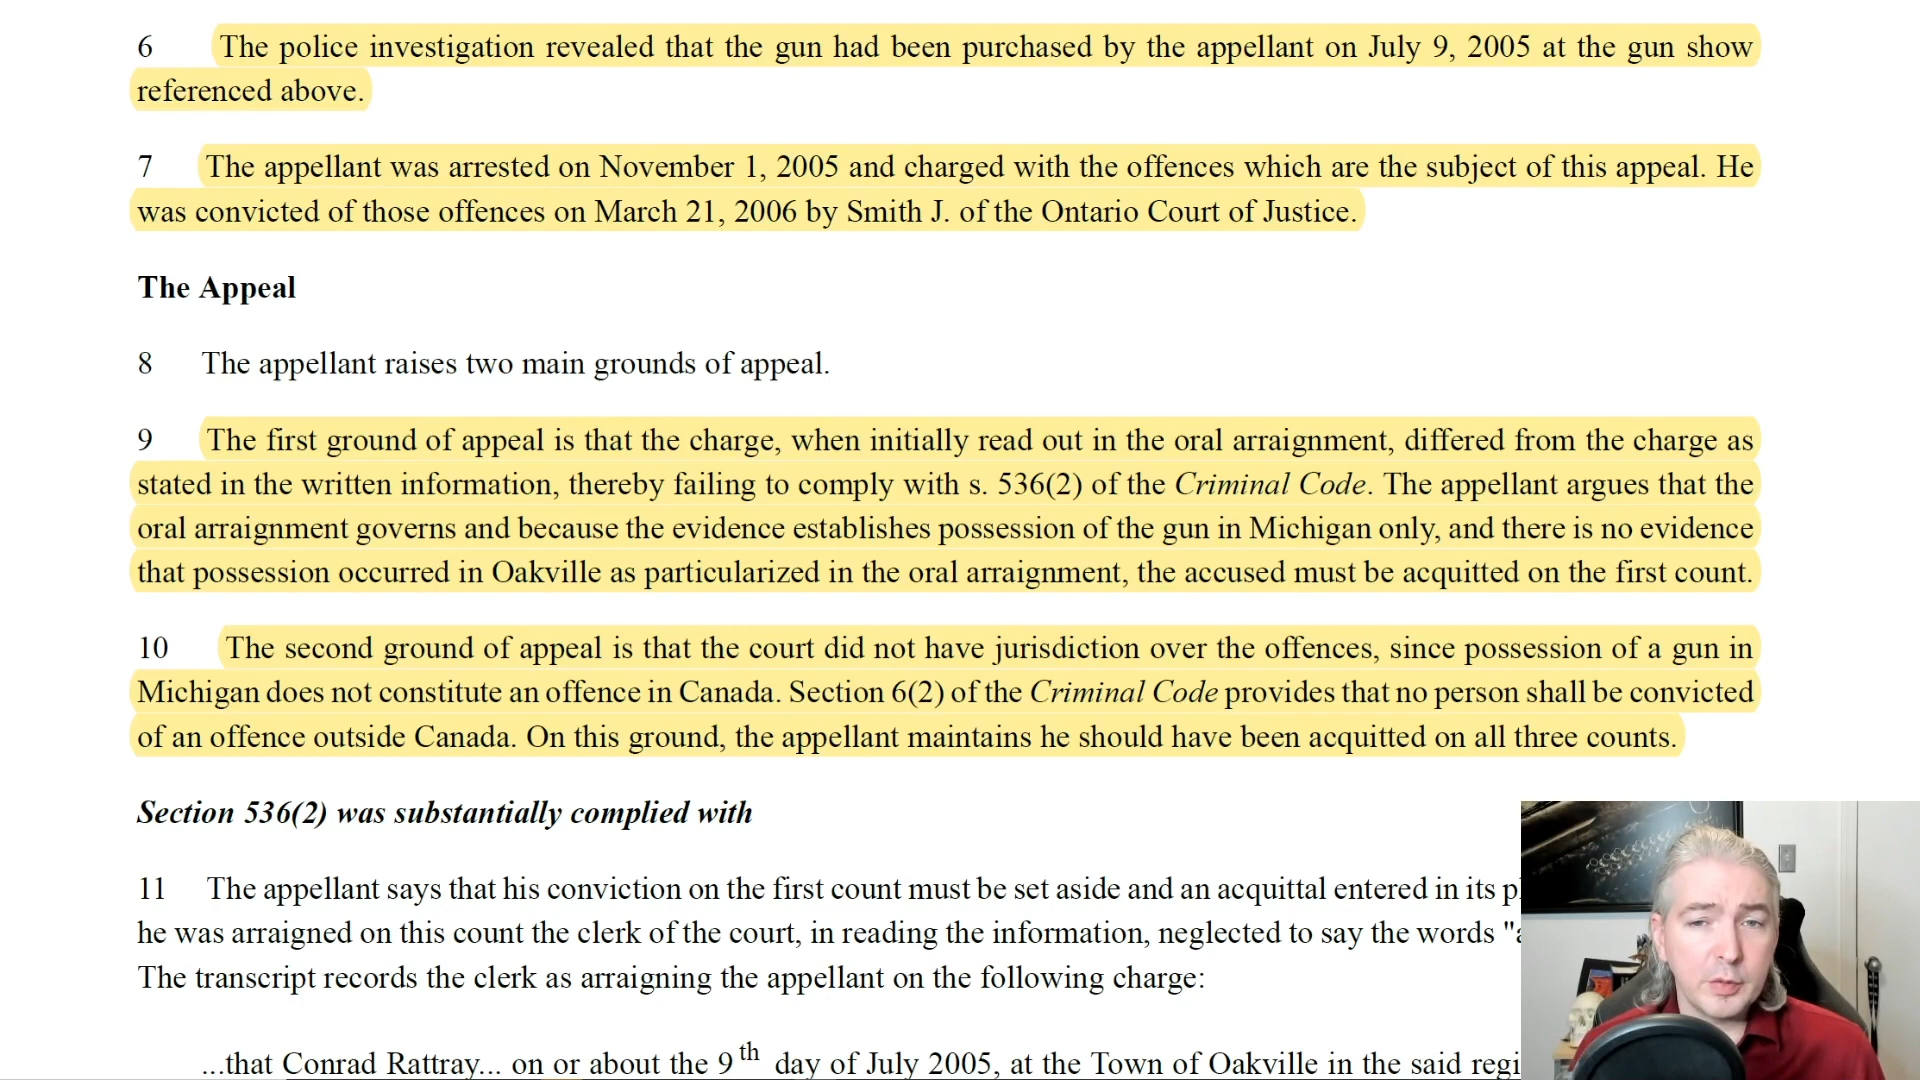 6 The police investigation revealed that the gun had been purchased by the appellant on July 9, 2005 at the gun show
referenced above.
7 The appellant was arrested on November 1, 2005 and charged with the offences which are the subject of this appeal. He
was convicted of those offences on March 21, 2006 by Smith J. of the Ontario Court of Justice.
The Appeal
8 The appellant raises two main grounds of appeal.
9 The first ground of appeal is that the charge, when initially read out in the oral arraignment, differed from the charge as
stated in the written information, thereby failing to comply with s. 536(2) of the Criminal Code. The appellant argues that the
oral arraignment governs and because the evidence establishes possession of the gun in Michigan only, and there is no evidence
that possession occurred in Oakville as particularized in the oral arraignment, the accused must be acquitted on the first count.
10 The second ground of appeal is that the court did not have jurisdiction over the offences, since possession of a gun in
Michigan does not constitute an offence in Canada. Section 6(2) of the Criminal Code provides that no person shall be convicted
of an offence outside Canada. On this ground, the appellant maintains he should have been acquitted on all three counts.
Section 536(2) was substantially complied with
11 The appellant says that his conviction on the first count must be set aside and an acquittal entered in its
he was arraigned on this count the clerk of the court, in reading the information, neglected to say the words
The transcript records the clerk as arraigning the appellant on the following charge:
...that Conrad Rattray... on or about the 9th day of July 2005, at the Town of Oakville in the said